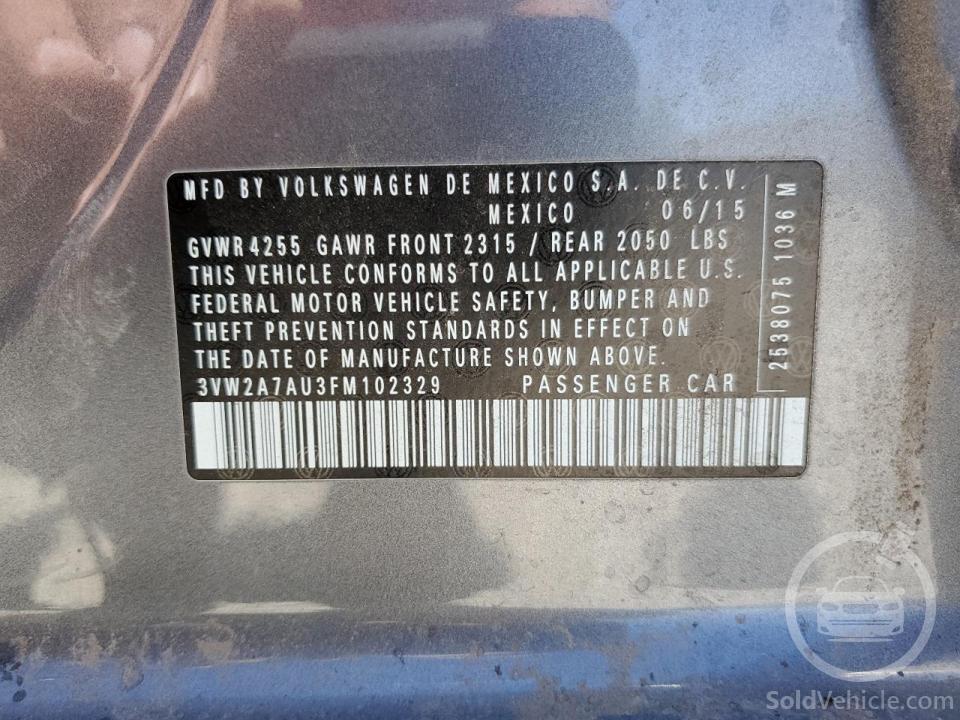 MFD BY VOLKSWAGEN DE MEXICO S.A. DE C.V.
MEXICO 06/15
GVWR 4255 GAWR FRONT 2315 / REAR 2050 LBS
THIS VEHICLE CONFORMS TO ALL APPLICABLE U.S.
FEDERAL MOTOR VEHICLE SAFETY, BUMPER AND
THEFT PREVENTION STANDARDS IN EFFECT ON
THE DATE OF MANUFACTURE SHOWN ABOVE.
3VW2A7AU3FM102329 PASSENGER CAR
2538075 1036 M
SoldVehicle.com